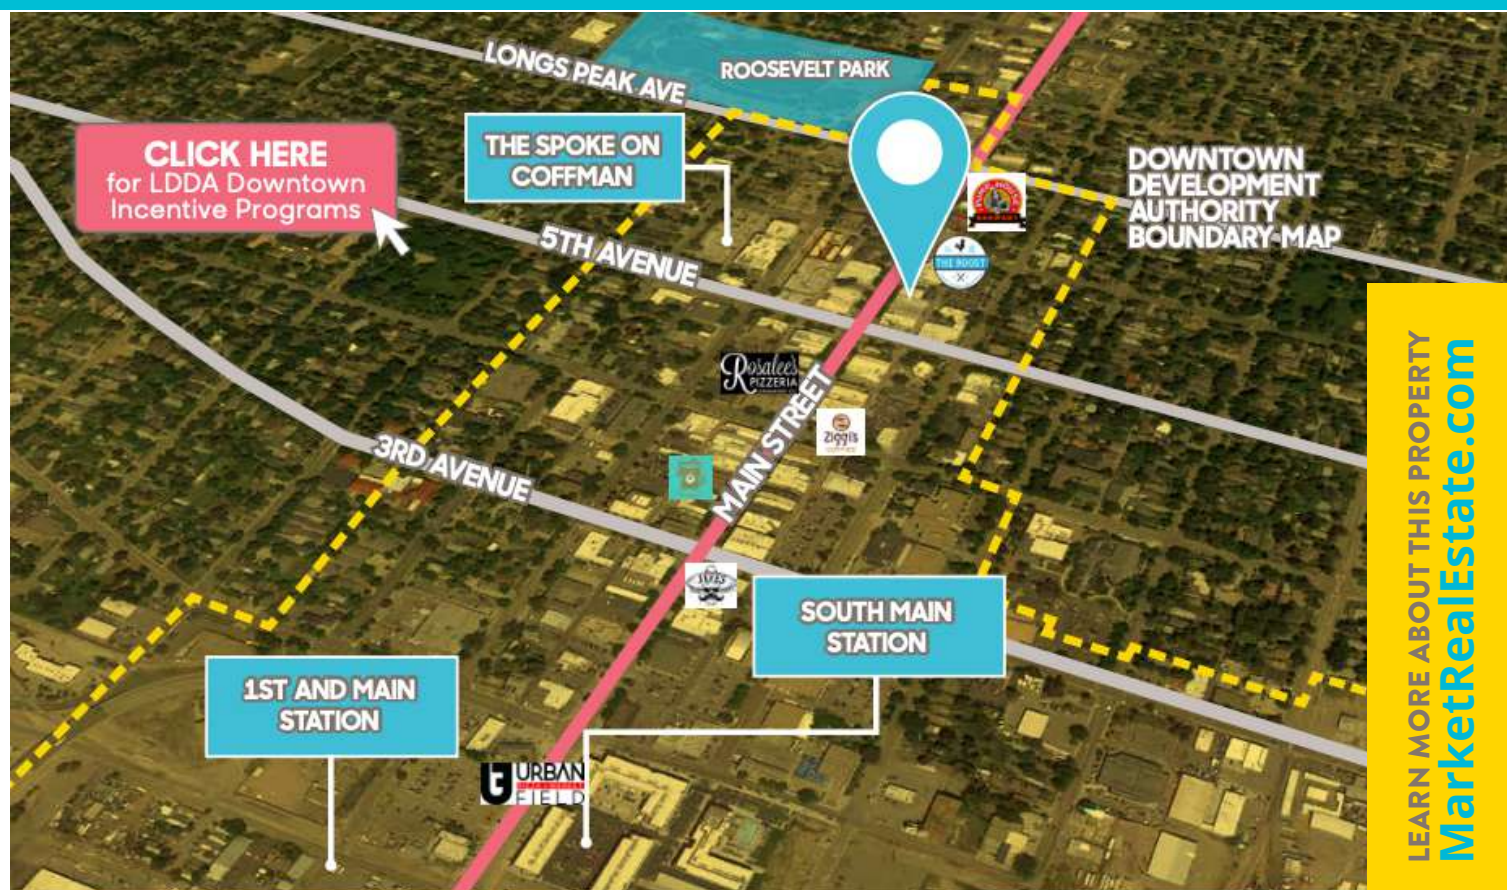 ROOSEVELT PARK
LONGS PEAK AVE
THE SPOKE ON
COFFMAN
CLICK HERE
for LDDA Downtown
Incentive Programs
DOWNTOWN
DEVELOPMENT
AUTHORITY
BOUNDARY MAP
5TH AVENUE
THE ROOST
Rosalee's
PIZZERIA
MAIN STREET
Ziggi's
COFFEE
3RD AVENUE
SOUTH MAIN
STATION
1ST AND MAIN
STATION
URBAN
FIELD
LEARN MORE ABOUT THIS PROPERTY
MarketRealEstate.com